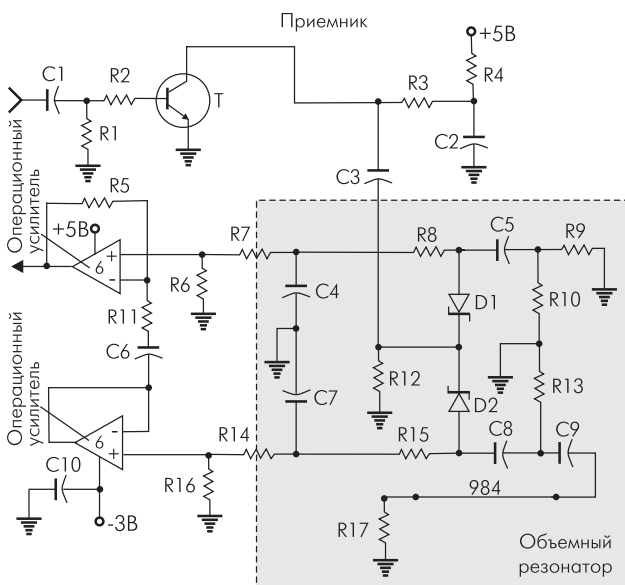 Приемник
+5В
C1
R2
R3
R4
T
R1
C2
Операционный
усилитель
R5
C3
+5В
R7
R8
C5
R9
6
+
-
R6
C4
D1
R10
R11
C6
R12
Операционный
усилитель
C7
D2
R13
6
-
+
R14
R15
C8
C9
C10
R16
984
-3В
R17
Объемный
резонатор